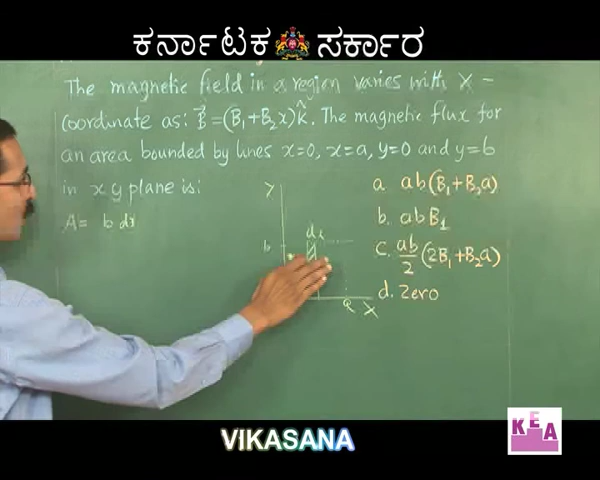 ಕರ್ನಾಟಕ ಸರ್ಕಾರ
The magnetic field in a region varies with X-
coordinate as: B⃗ = (B₁+B₂x)k̂. The magnetic flux for
an area bounded by lines x=0, x=a, y=0 and y=b
in xy plane is:
a ab(B₁+B₂a)
b. abB₁
c. ab/2 (2B₁+B₂a)
d. Zero
A= b dx
Y
dx
b
a X
KEA
VIKASANA